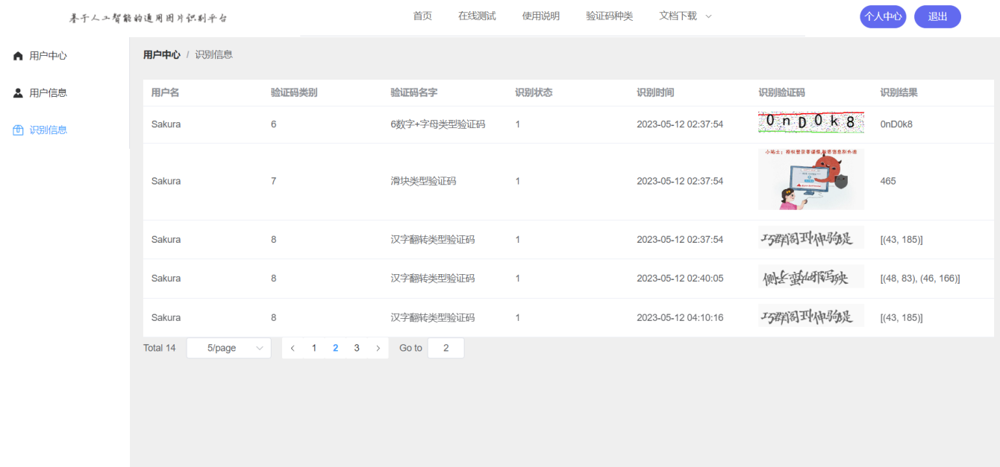 基于人工智能的通用图片识别平台
首页 在线测试 使用说明 验证码种类 文档下载
个人中心 退出
用户中心
用户信息
识别信息
用户中心 / 识别信息
用户名 验证码类别 验证码名字 识别状态 识别时间 识别验证码 识别结果
Sakura 6 6数字+字母类型验证码 1 2023-05-12 02:37:54 0nD0k8 0nD0k8
Sakura 7 滑块类型验证码 1 2023-05-12 02:37:54 465
Sakura 8 汉字翻转类型验证码 1 2023-05-12 02:37:54 [(43, 185)]
Sakura 8 汉字翻转类型验证码 1 2023-05-12 02:40:05 [(48, 83), (46, 166)]
Sakura 8 汉字翻转类型验证码 1 2023-05-12 04:10:16 [(43, 185)]
Total 14 5/page 1 2 3 Go to 2